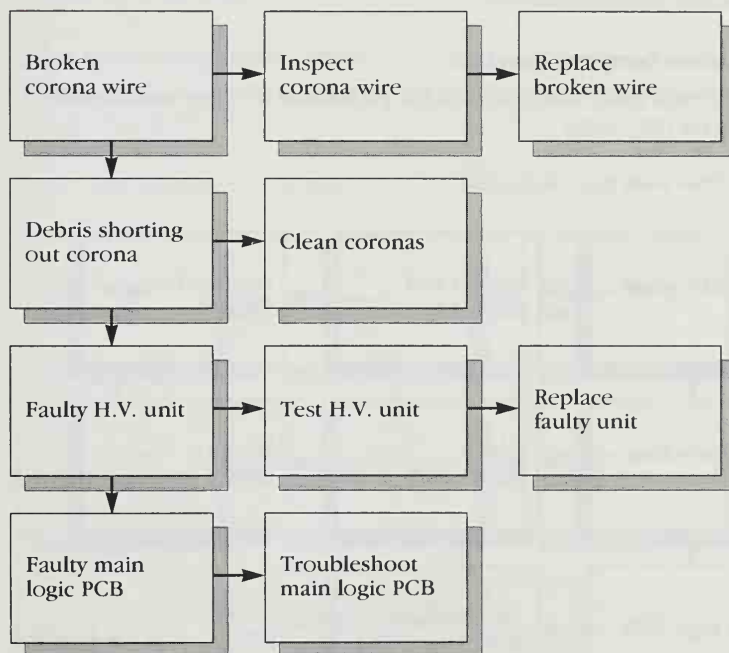 Broken
corona wire
Inspect
corona wire
Replace
broken wire
Debris shorting
out corona
Clean coronas
Faulty H.V. unit
Test H.V. unit
Replace
faulty unit
Faulty main
logic PCB
Troubleshoot
main logic PCB